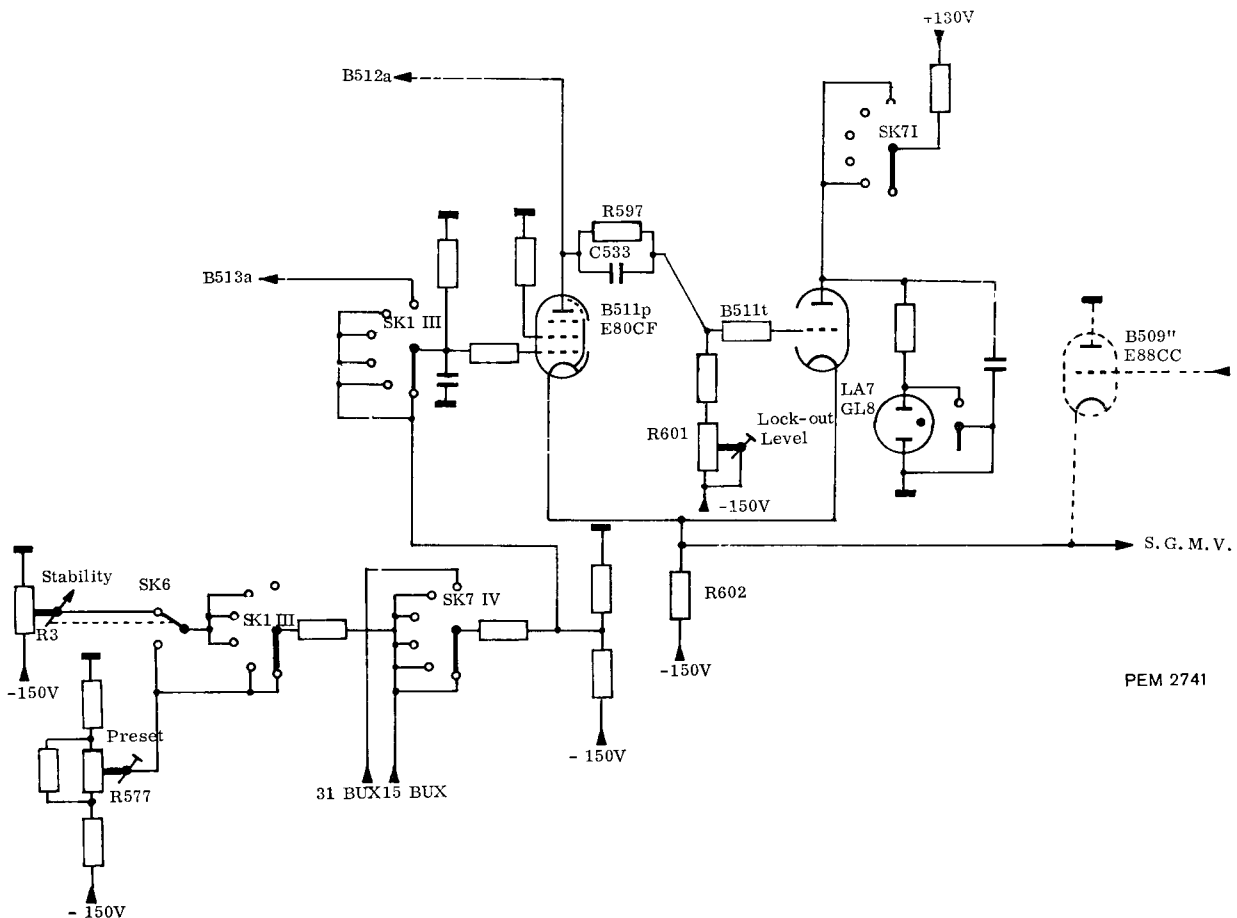 +130V
B512a
SK7I
R597
C533
B513a
B511p
E80CF
B511t
SK1 III
B509"
E88CC
LA7
GL8
Lock-out
Level
R601
-150V
S.G.M.V.
Stability
SK6
SK7 IV
R602
SK1 III
R3
-150V
-150V
PEM 2741
Preset
- 150V
R577
31 BUX
15 BUX
- 150V